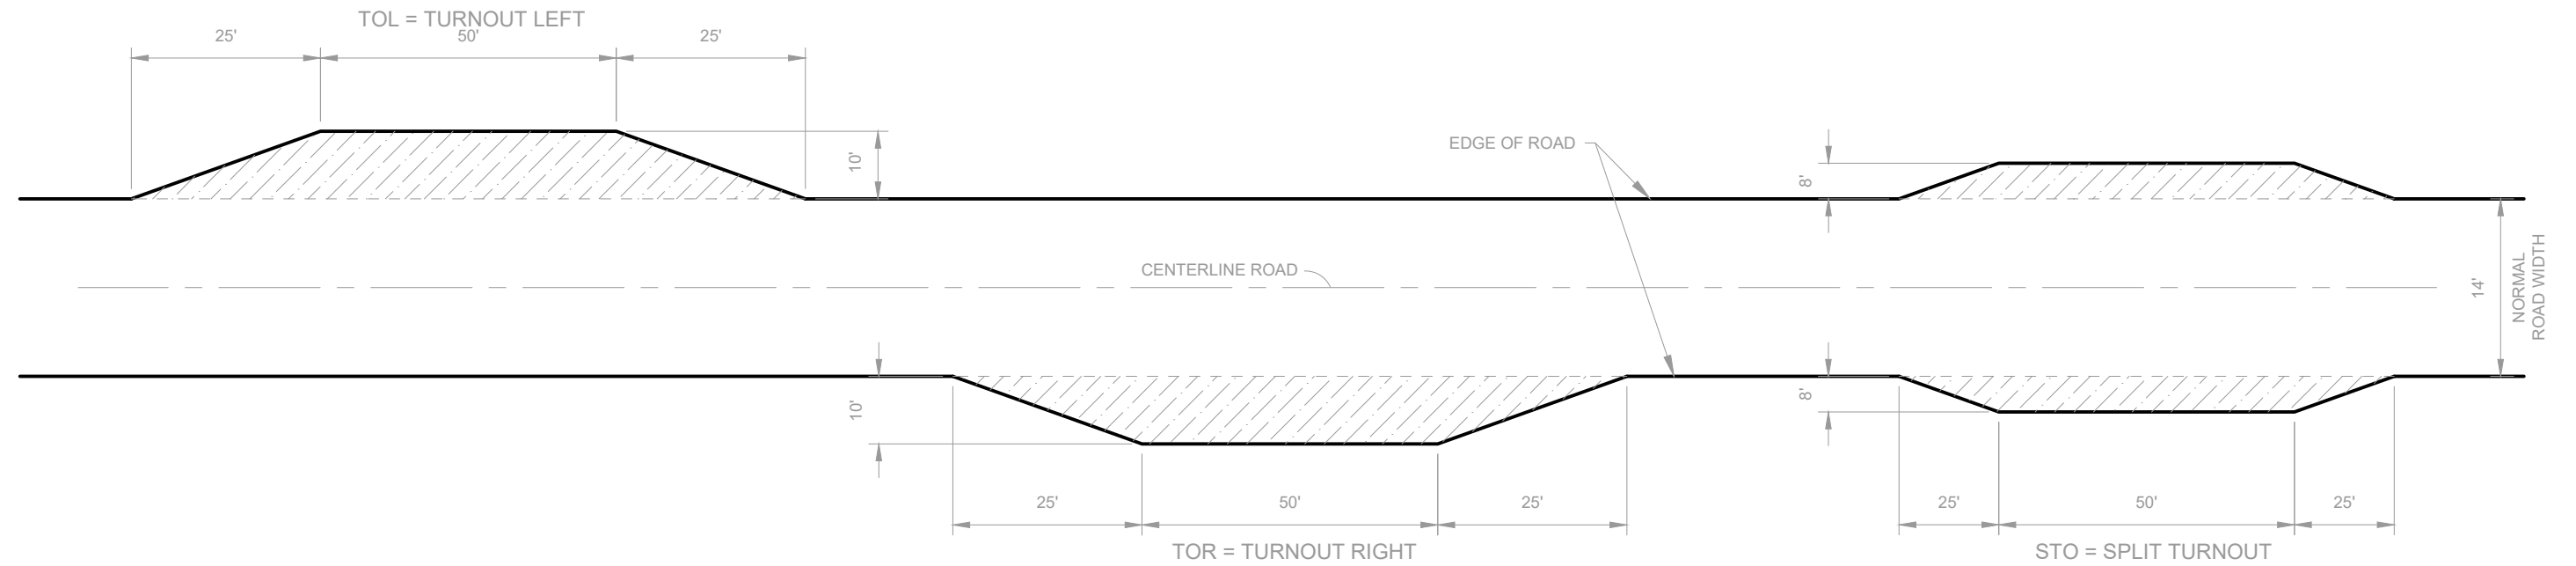 TOL = TURNOUT LEFT
25'
50'
25'
10'
EDGE OF ROAD
8'
CENTERLINE ROAD
14'
NORMAL
ROAD WIDTH
10'
8'
25'
50'
25'
25'
50'
25'
TOR = TURNOUT RIGHT
STO = SPLIT TURNOUT